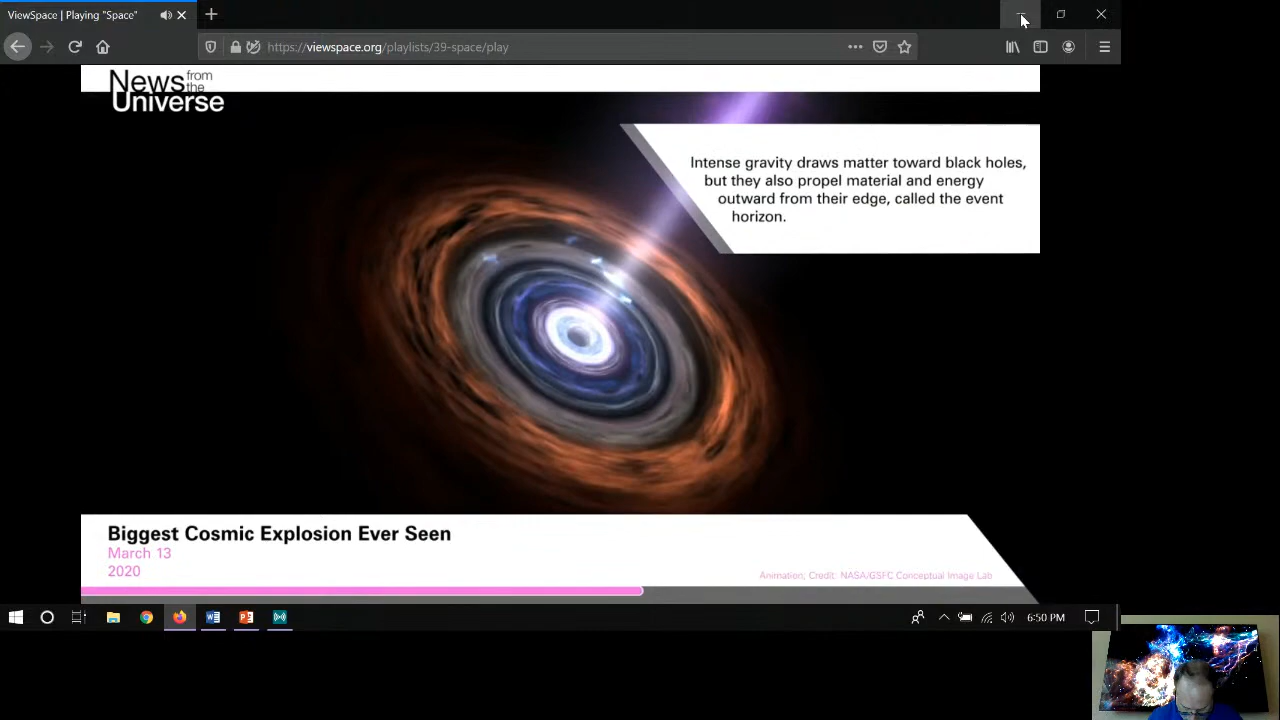 ViewSpace | Playing "Space"
https://viewspace.org/playlists/39-space/play
News from the
Universe
Intense gravity draws matter toward black holes,
but they also propel material and energy
outward from their edge, called the event
horizon.
Biggest Cosmic Explosion Ever Seen
March 13
2020
Animation, Credit: NASA/GSFC Conceptual Image Lab
6:50 PM